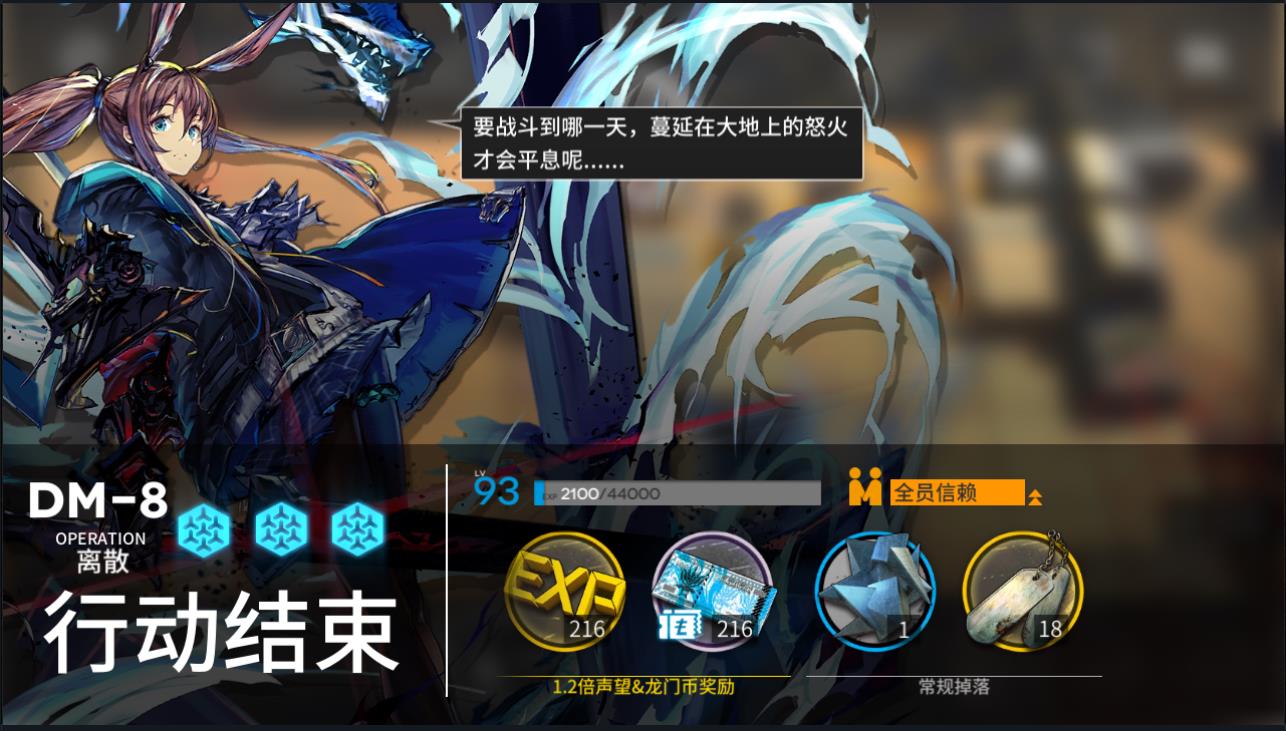 要战斗到哪一天，蔓延在大地上的怒火
才会平息呢......
LV
93
EXP 2100/44000
全员信赖
DM-8
OPERATION
离散
行动结束
EXP
216
216
1
18
1.2倍声望&龙门币奖励
常规掉落